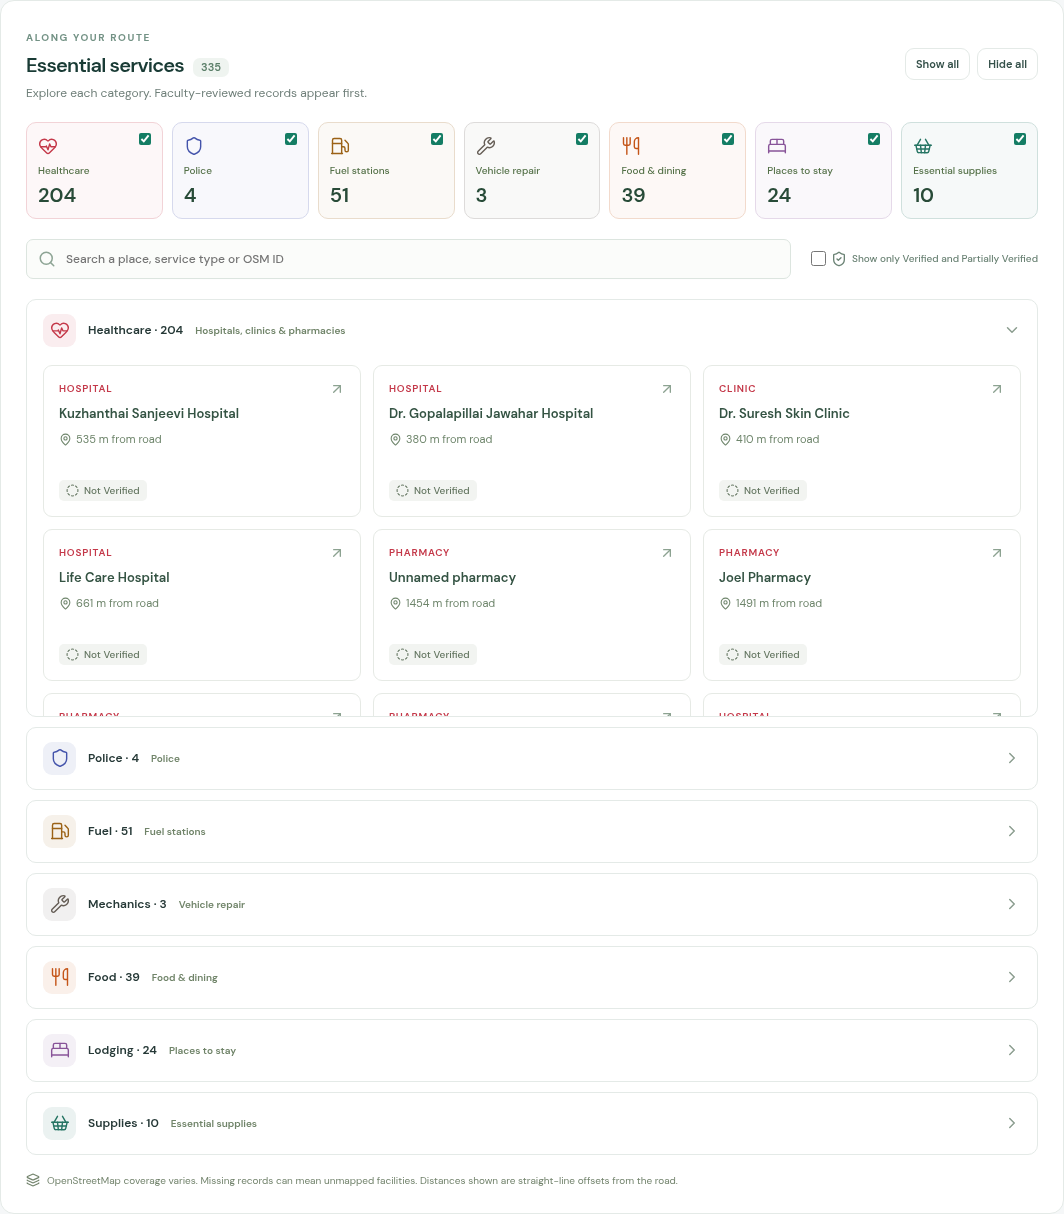 ALONG YOUR ROUTE
Essential services 335
Show all Hide all
Explore each category. Faculty-reviewed records appear first.
Healthcare Police Fuel stations Vehicle repair Food & dining Places to stay Essential supplies
204 4 51 3 39 24 10
Search a place, service type or OSM ID
Show only Verified and Partially Verified
Healthcare · 204 Hospitals, clinics & pharmacies
HOSPITAL HOSPITAL CLINIC
Kuzhanthai Sanjeevi Hospital Dr. Gopalapillai Jawahar Hospital Dr. Suresh Skin Clinic
535 m from road 380 m from road 410 m from road
Not Verified Not Verified Not Verified
HOSPITAL PHARMACY PHARMACY
Life Care Hospital Unnamed pharmacy Joel Pharmacy
661 m from road 1454 m from road 1491 m from road
Not Verified Not Verified Not Verified
PHARMACY PHARMACY HOSPITAL
Police · 4 Police
Fuel · 51 Fuel stations
Mechanics · 3 Vehicle repair
Food · 39 Food & dining
Lodging · 24 Places to stay
Supplies · 10 Essential supplies
OpenStreetMap coverage varies. Missing records can mean unmapped facilities. Distances shown are straight-line offsets from the road.